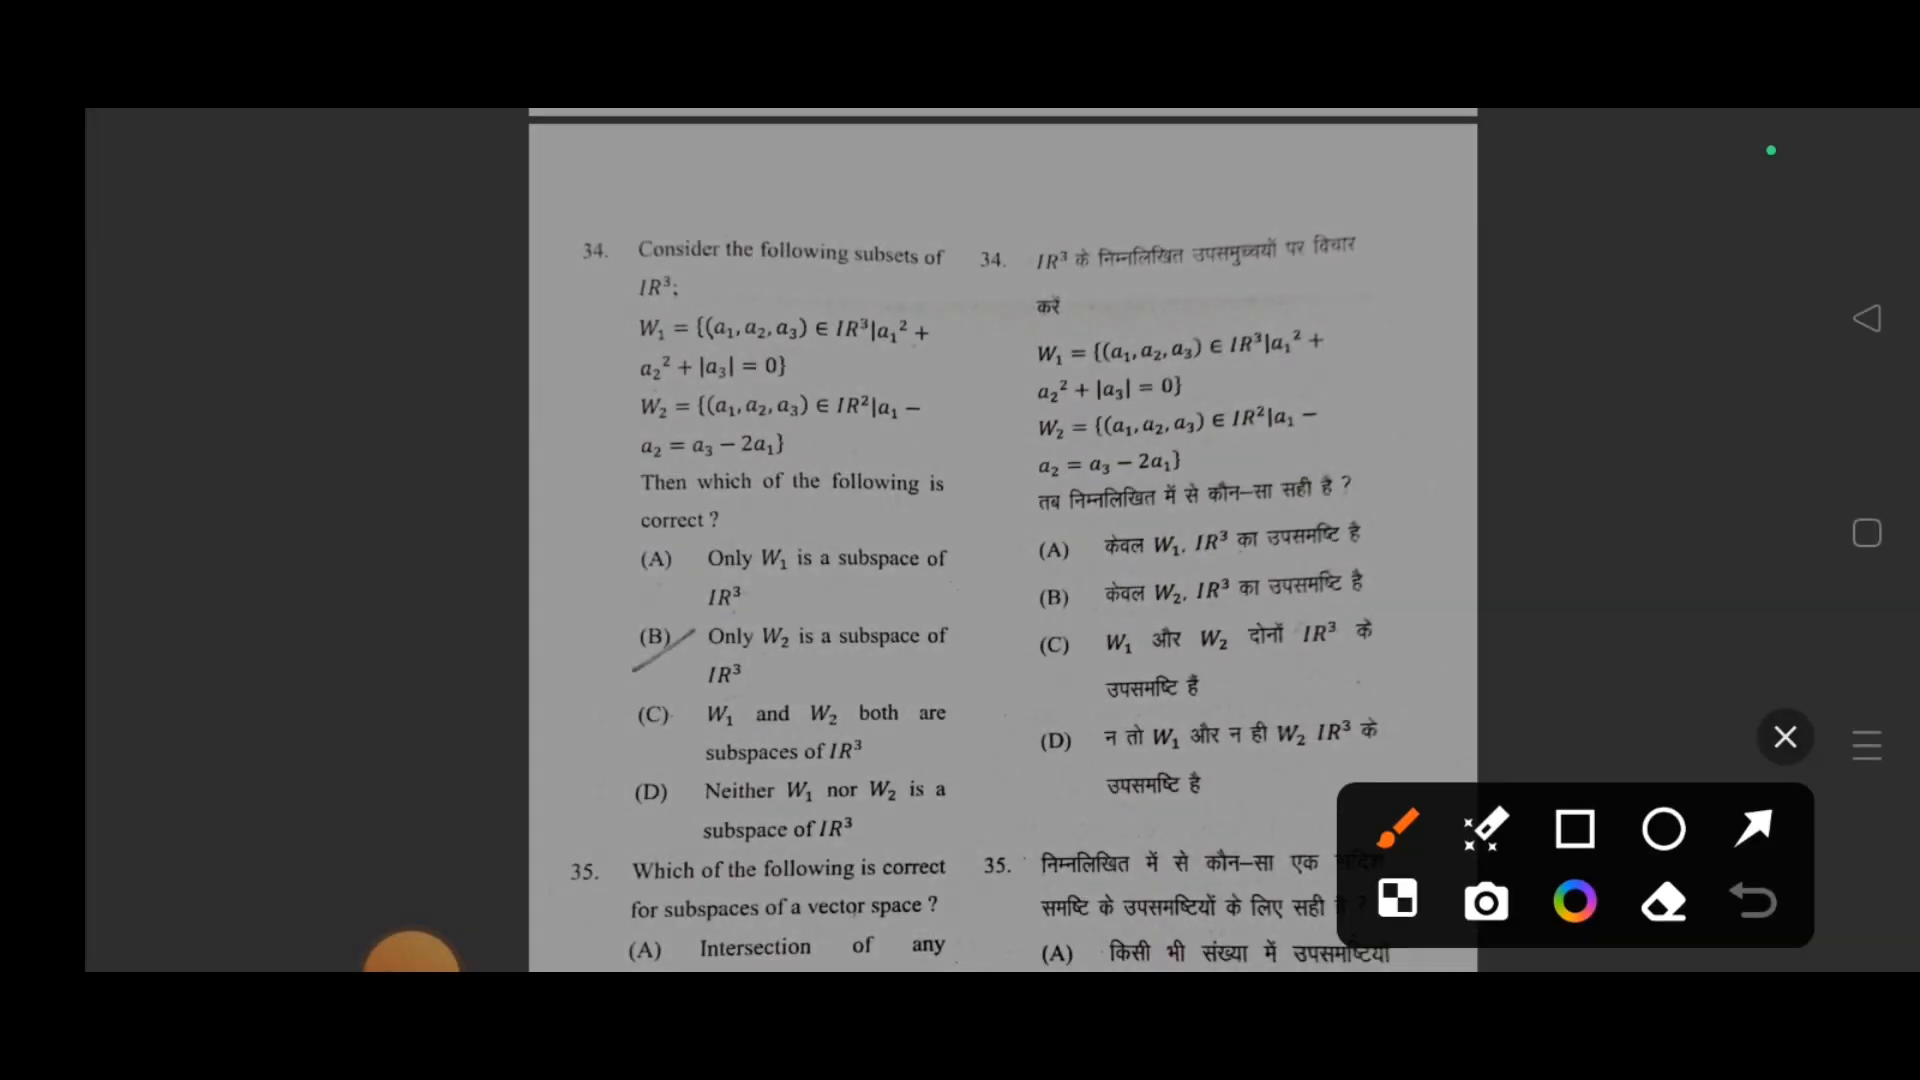 34. Consider the following subsets of
IR³;
W₁ = {(a₁, a₂, a₃) ∈ IR³|a₁² +
a₂² + |a₃| = 0}
W₂ = {(a₁, a₂, a₃) ∈ IR²|a₁ −
a₂ = a₃ − 2a₁}
Then which of the following is
correct ?
(A) Only W₁ is a subspace of
IR³
(B) Only W₂ is a subspace of
IR³
(C) W₁ and W₂ both are
subspaces of IR³
(D) Neither W₁ nor W₂ is a
subspace of IR³
35. Which of the following is correct
for subspaces of a vector space ?
(A) Intersection of any
34. IR³ के निम्नलिखित उपसमुच्चयों पर विचार
करें
W₁ = {(a₁, a₂, a₃) ∈ IR³|a₁² +
a₂² + |a₃| = 0}
W₂ = {(a₁, a₂, a₃) ∈ IR²|a₁ −
a₂ = a₃ − 2a₁}
तब निम्नलिखित में से कौन–सा सही है ?
(A) केवल W₁, IR³ का उपसमष्टि है
(B) केवल W₂, IR³ का उपसमष्टि है
(C) W₁ और W₂ दोनों IR³ के
उपसमष्टि हैं
(D) न तो W₁ और न ही W₂ IR³ के
उपसमष्टि है
35. निम्नलिखित में से कौन–सा एक
समष्टि के उपसमष्टियों के लिए सही ?
(A) किसी भी संख्या में उपसमष्टियों